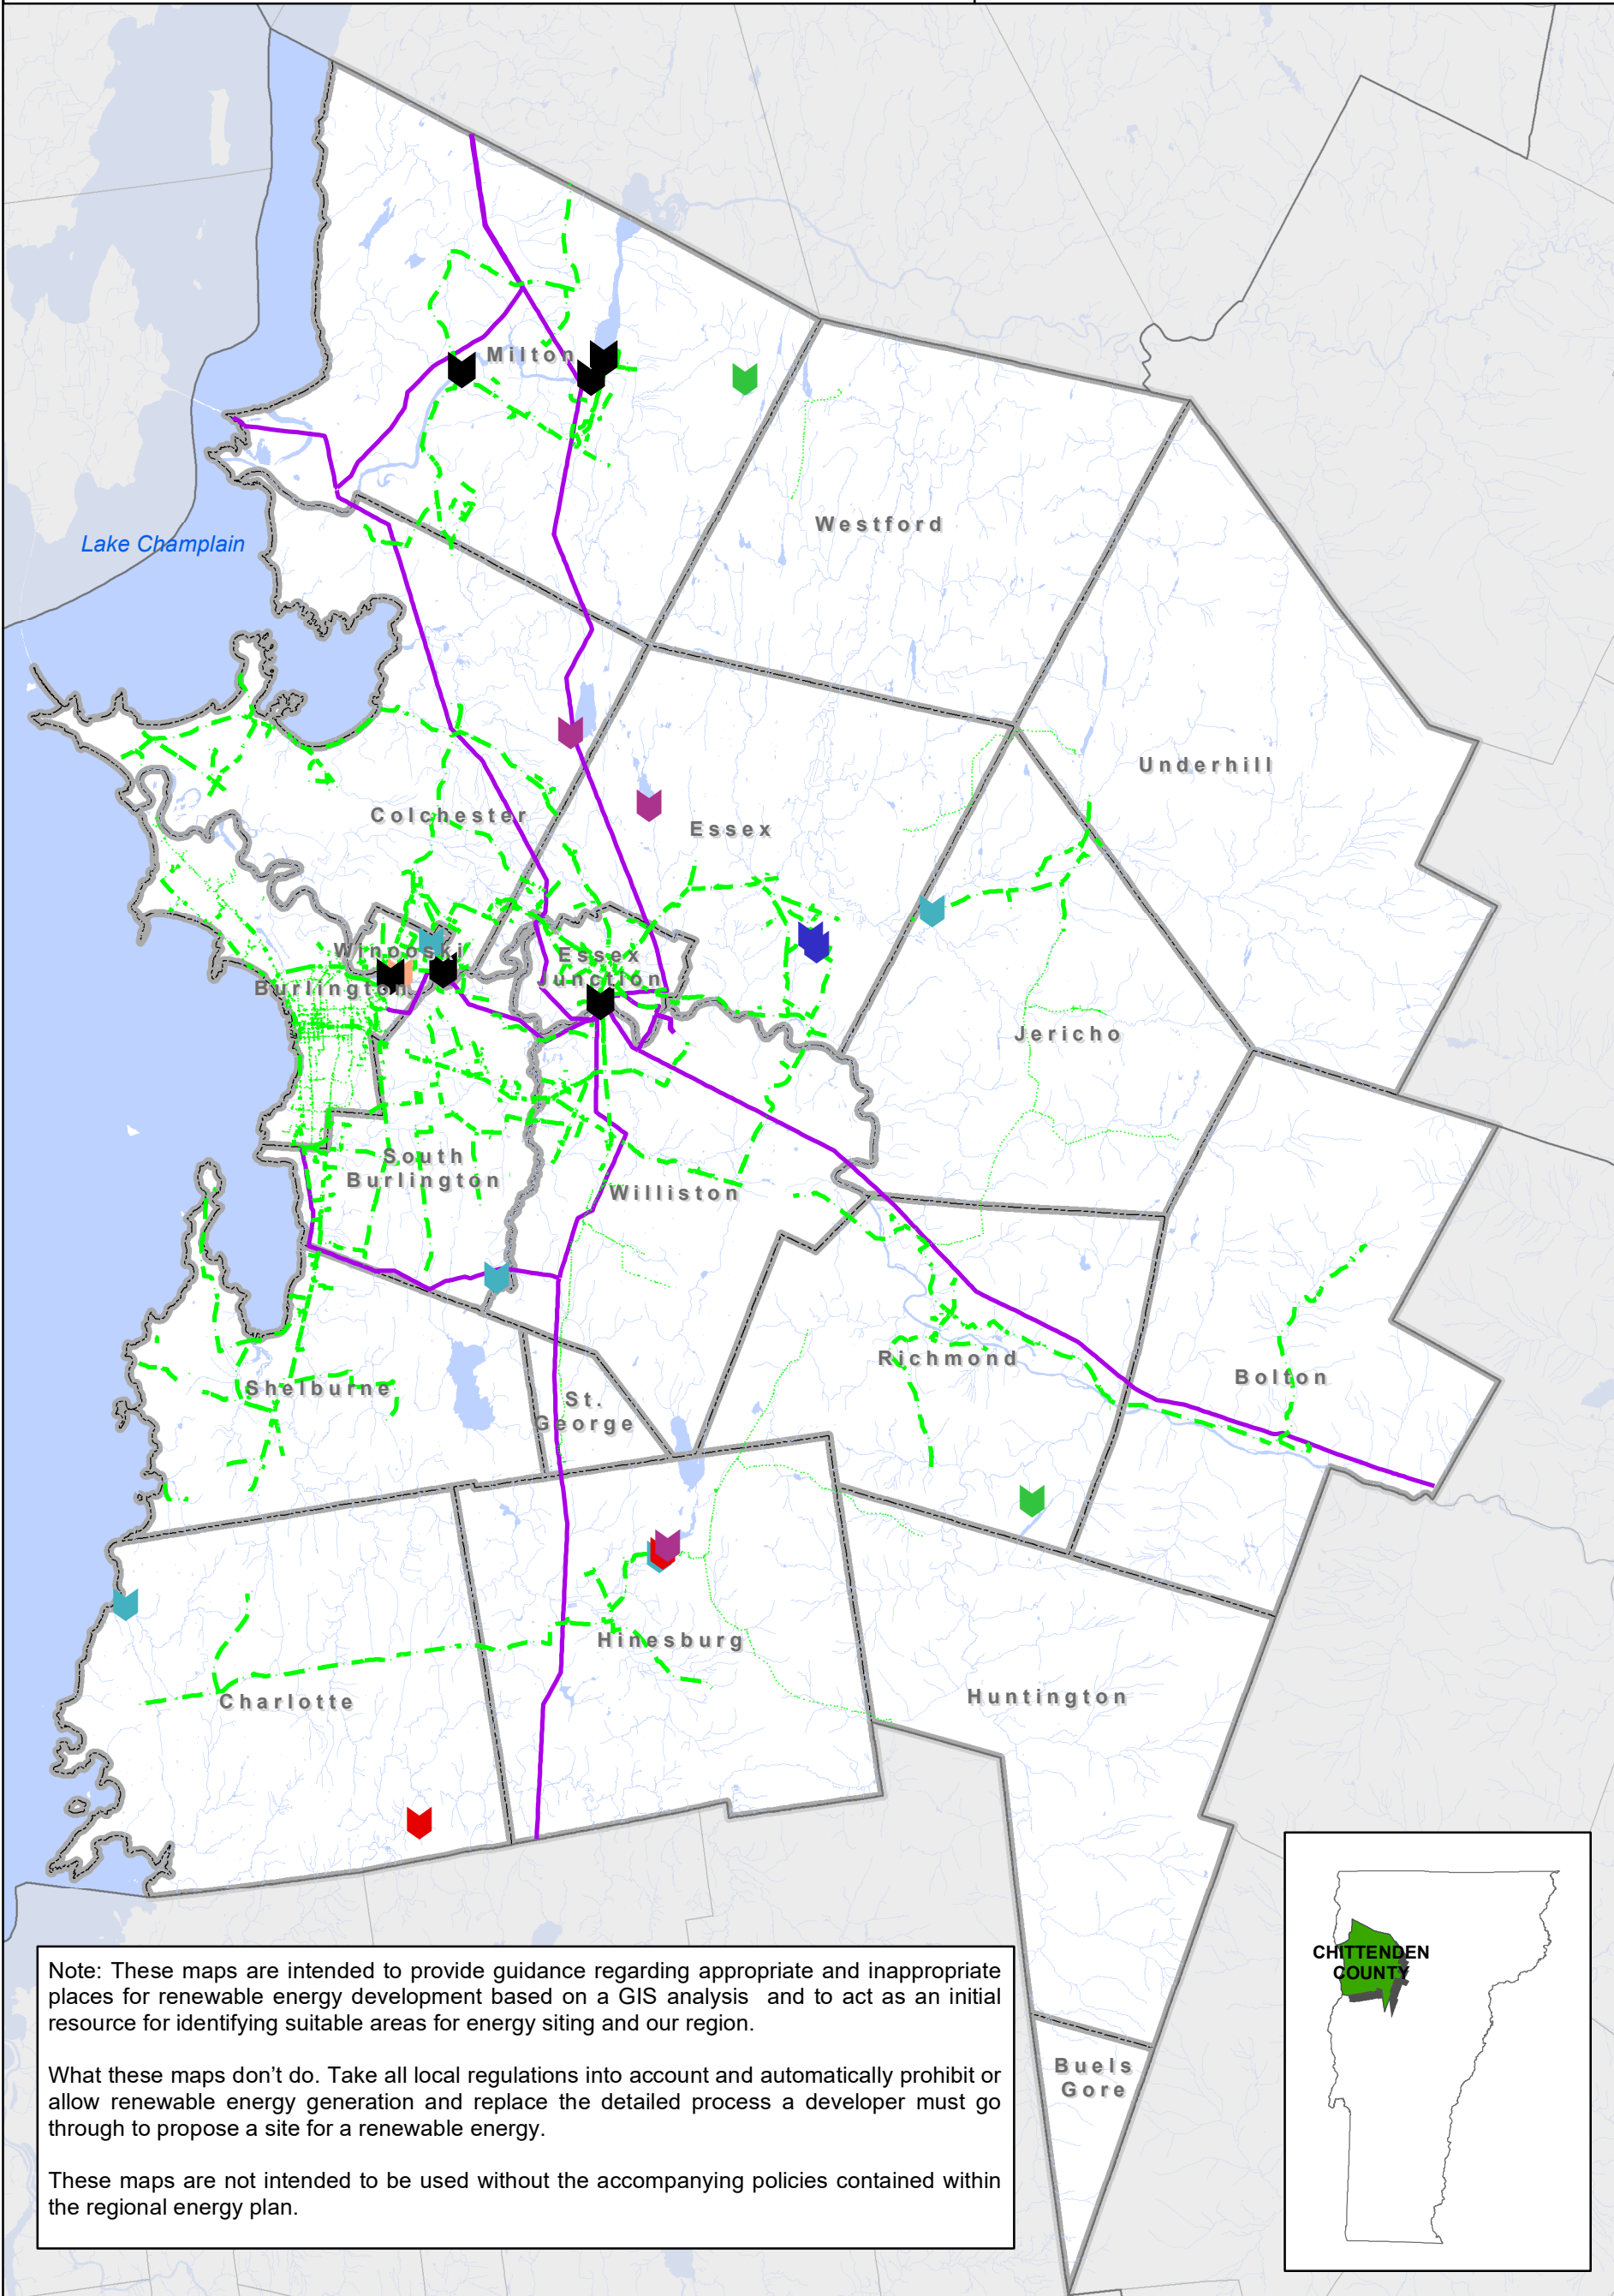 Milton
Westford
Lake Champlain
Underhill
Colchester
Essex
Winooski
Essex
Junction
Burlington
Jericho
South
Burlington
Williston
Richmond
Bolton
Shelburne
St.
George
Hinesburg
Huntington
Charlotte
CHITTENDEN
COUNTY
Note: These maps are intended to provide guidance regarding appropriate and inappropriate
places for renewable energy development based on a GIS analysis and to act as an initial
resource for identifying suitable areas for energy siting and our region.
What these maps don't do. Take all local regulations into account and automatically prohibit or
allow renewable energy generation and replace the detailed process a developer must go
through to propose a site for a renewable energy.
These maps are not intended to be used without the accompanying policies contained within
the regional energy plan.
Buels
Gore